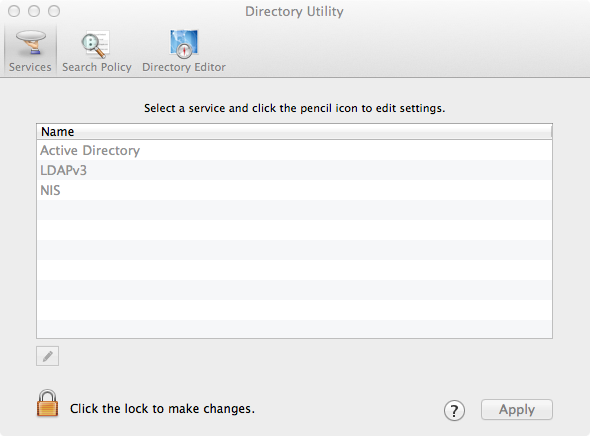 Directory Utility
Services Search Policy Directory Editor
Select a service and click the pencil icon to edit settings.
Name
Active Directory
LDAPv3
NIS
Click the lock to make changes.
? Apply